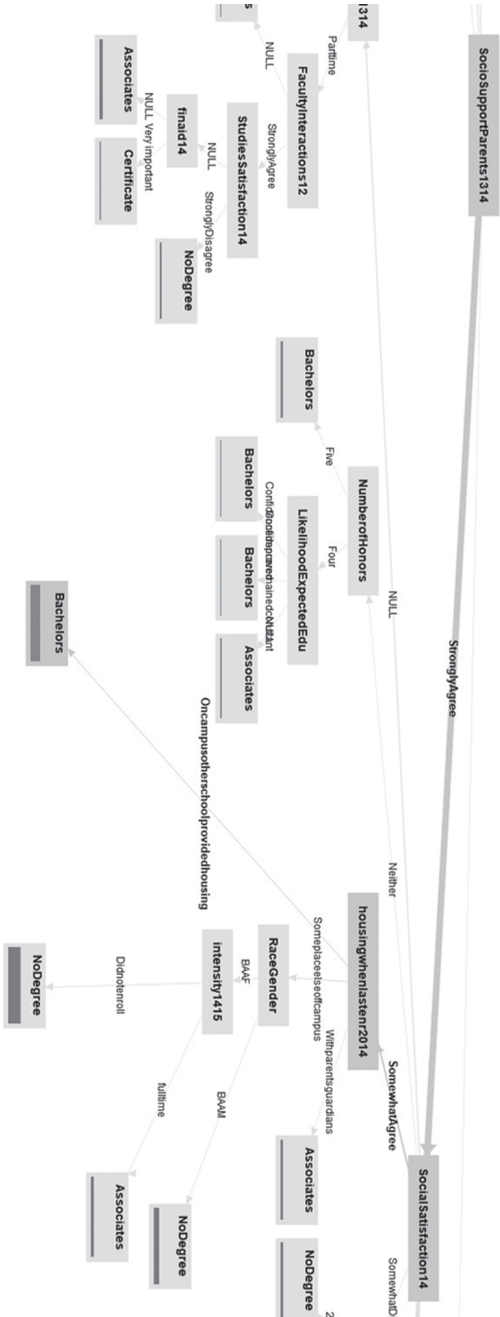 SocioSupportParents1314
StronglyAgree
SocialSatisfaction14
SomewhatD
1314
NULL
Neither
SomewhatAgree
Parttime
NumberofHonors
housingwhenlastenr2014
FacultyInteractions12
Five
Four
Someplaceelseoffcampus
Withparentsguardians
2
s
NULL
StronglyAgree
Bachelors
LikelihoodExpectedEdu
RaceGender
Associates
NoDegree
StudiesSatisfaction14
NULL
StronglyDisagree
Bachelors
Bachelors
Associates
BAAF
BAAM
intensity1415
finaid14
NoDegree
Oncampusotherschoolprovidedhousing
NULL
Very important
Didnotenroll
fulltime
NoDegree
Associates
Certificate
Associates
Bachelors
NoDegree